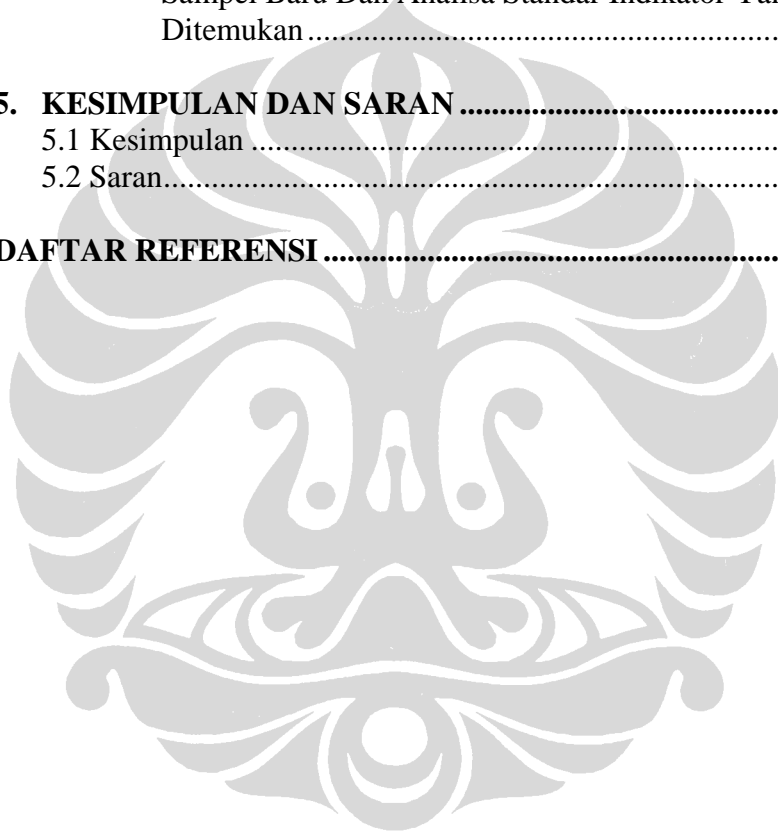 Sampel Baru Dan Analisa Standar Indikator
Ditemukan ........................................................
5. KESIMPULAN DAN SARAN ........................................
5.1 Kesimpulan ..................................................................
5.2 Saran..............................................................................
DAFTAR REFERENSI .........................................................